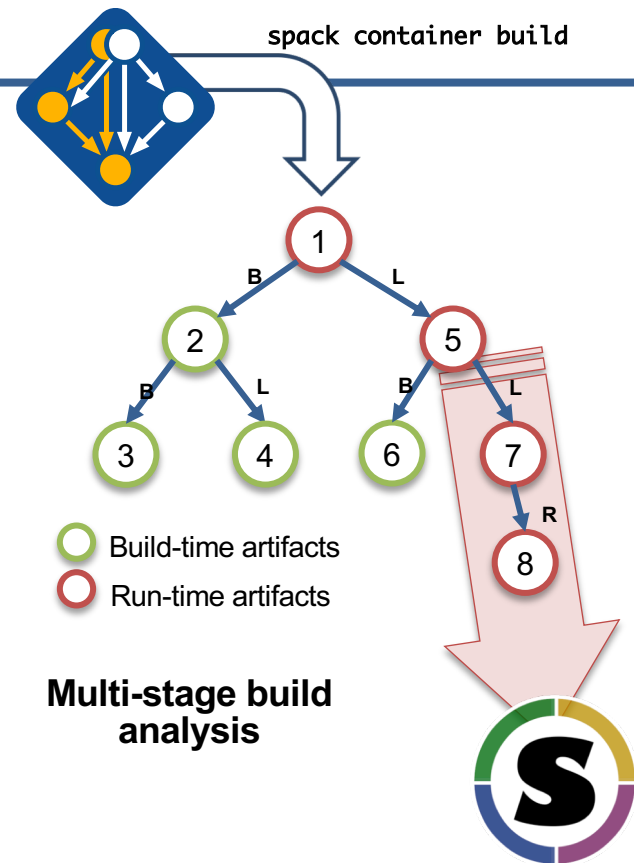 spack container build
1
B
L
2
5
B
L
B
L
3
4
6
7
R
8
Build-time artifacts
Run-time artifacts
Multi-stage build
analysis
S